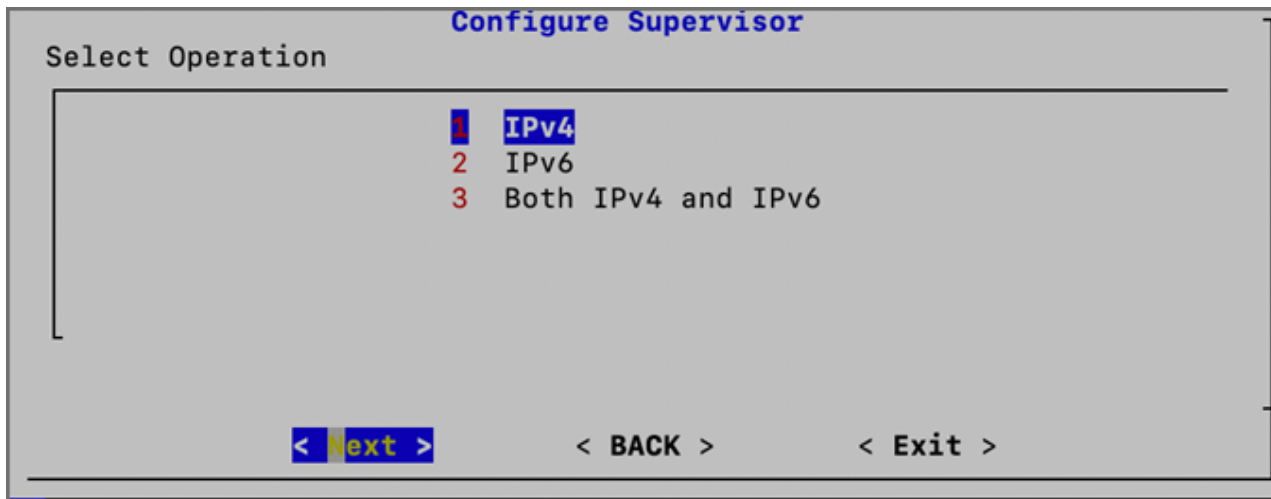 Configure Supervisor
Select Operation
1 IPv4
2 IPv6
3 Both IPv4 and IPv6
< Next > < BACK > < Exit >